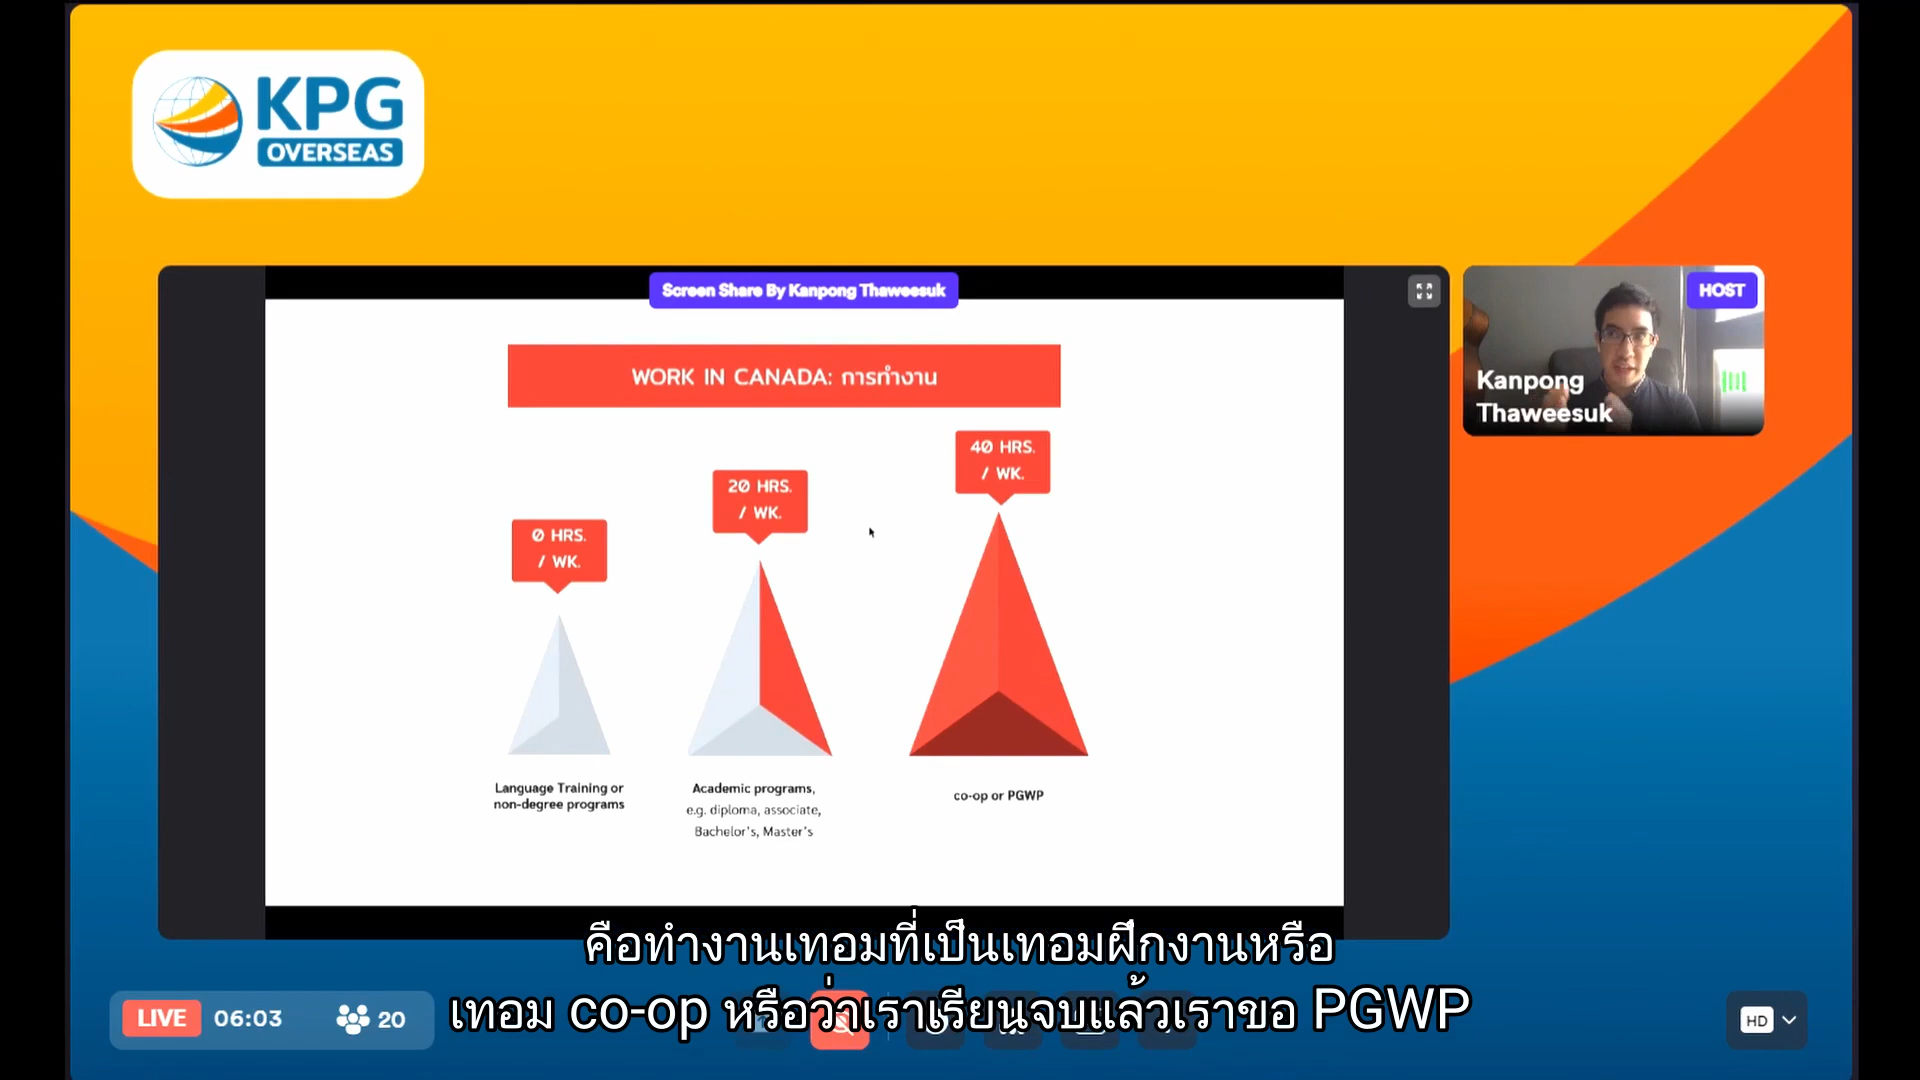 KPG
OVERSEAS
Screen Share By Kanpong Thaweesuk
HOST
Kanpong
Thaweesuk
WORK IN CANADA: การทำงาน
40 HRS.
/ WK.
20 HRS.
/ WK.
0 HRS.
/ WK.
Language Training or
non-degree programs
Academic programs,
e.g. diploma, associate,
Bachelor's, Master's
co-op or PGWP
คือทำงานเทอมที่เป็นเทอมฝึกงานหรือ
เทอม co-op หรือว่าเราเรียนจบแล้วเราขอ PGWP
LIVE 06:03 20
HD